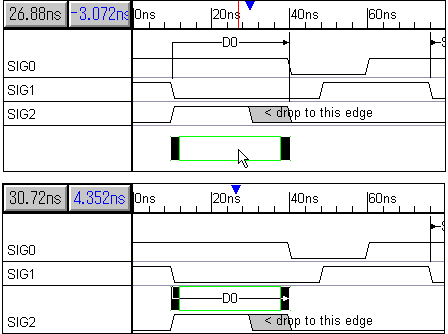 26.88ns -3.072ns 0ns 20ns 40ns 60ns
D0
SIG0
SIG1
SIG2 < drop to this edge
30.72ns 4.352ns 0ns 20ns 40ns 60ns
SIG0
SIG1
D0
SIG2 < drop to this edge